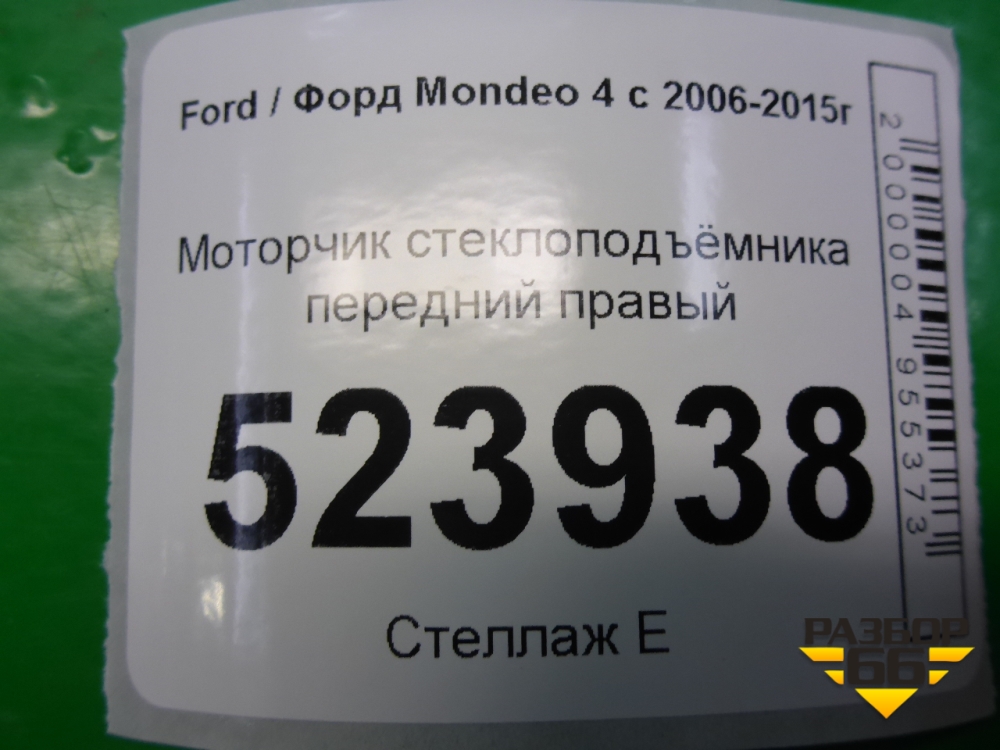 Ford / Форд Mondeo 4 с 2006-2015г
Моторчик стеклоподъёмника
передний правый
523938
Стеллаж Е
2000004955373
РАЗБОР
66